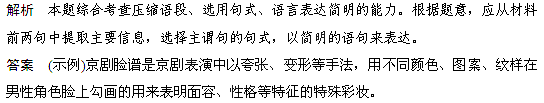 解析　本题综合考查压缩语段、选用句式、语言表达简明的能力。根据题意，应从材料
前两句中提取主要信息，选择主谓句的句式，以简明的语句来表达。
答案　(示例)京剧脸谱是京剧表演中以夸张、变形等手法，用不同颜色、图案、纹样在
男性角色脸上勾画的用来表明面容、性格等特征的特殊彩妆。